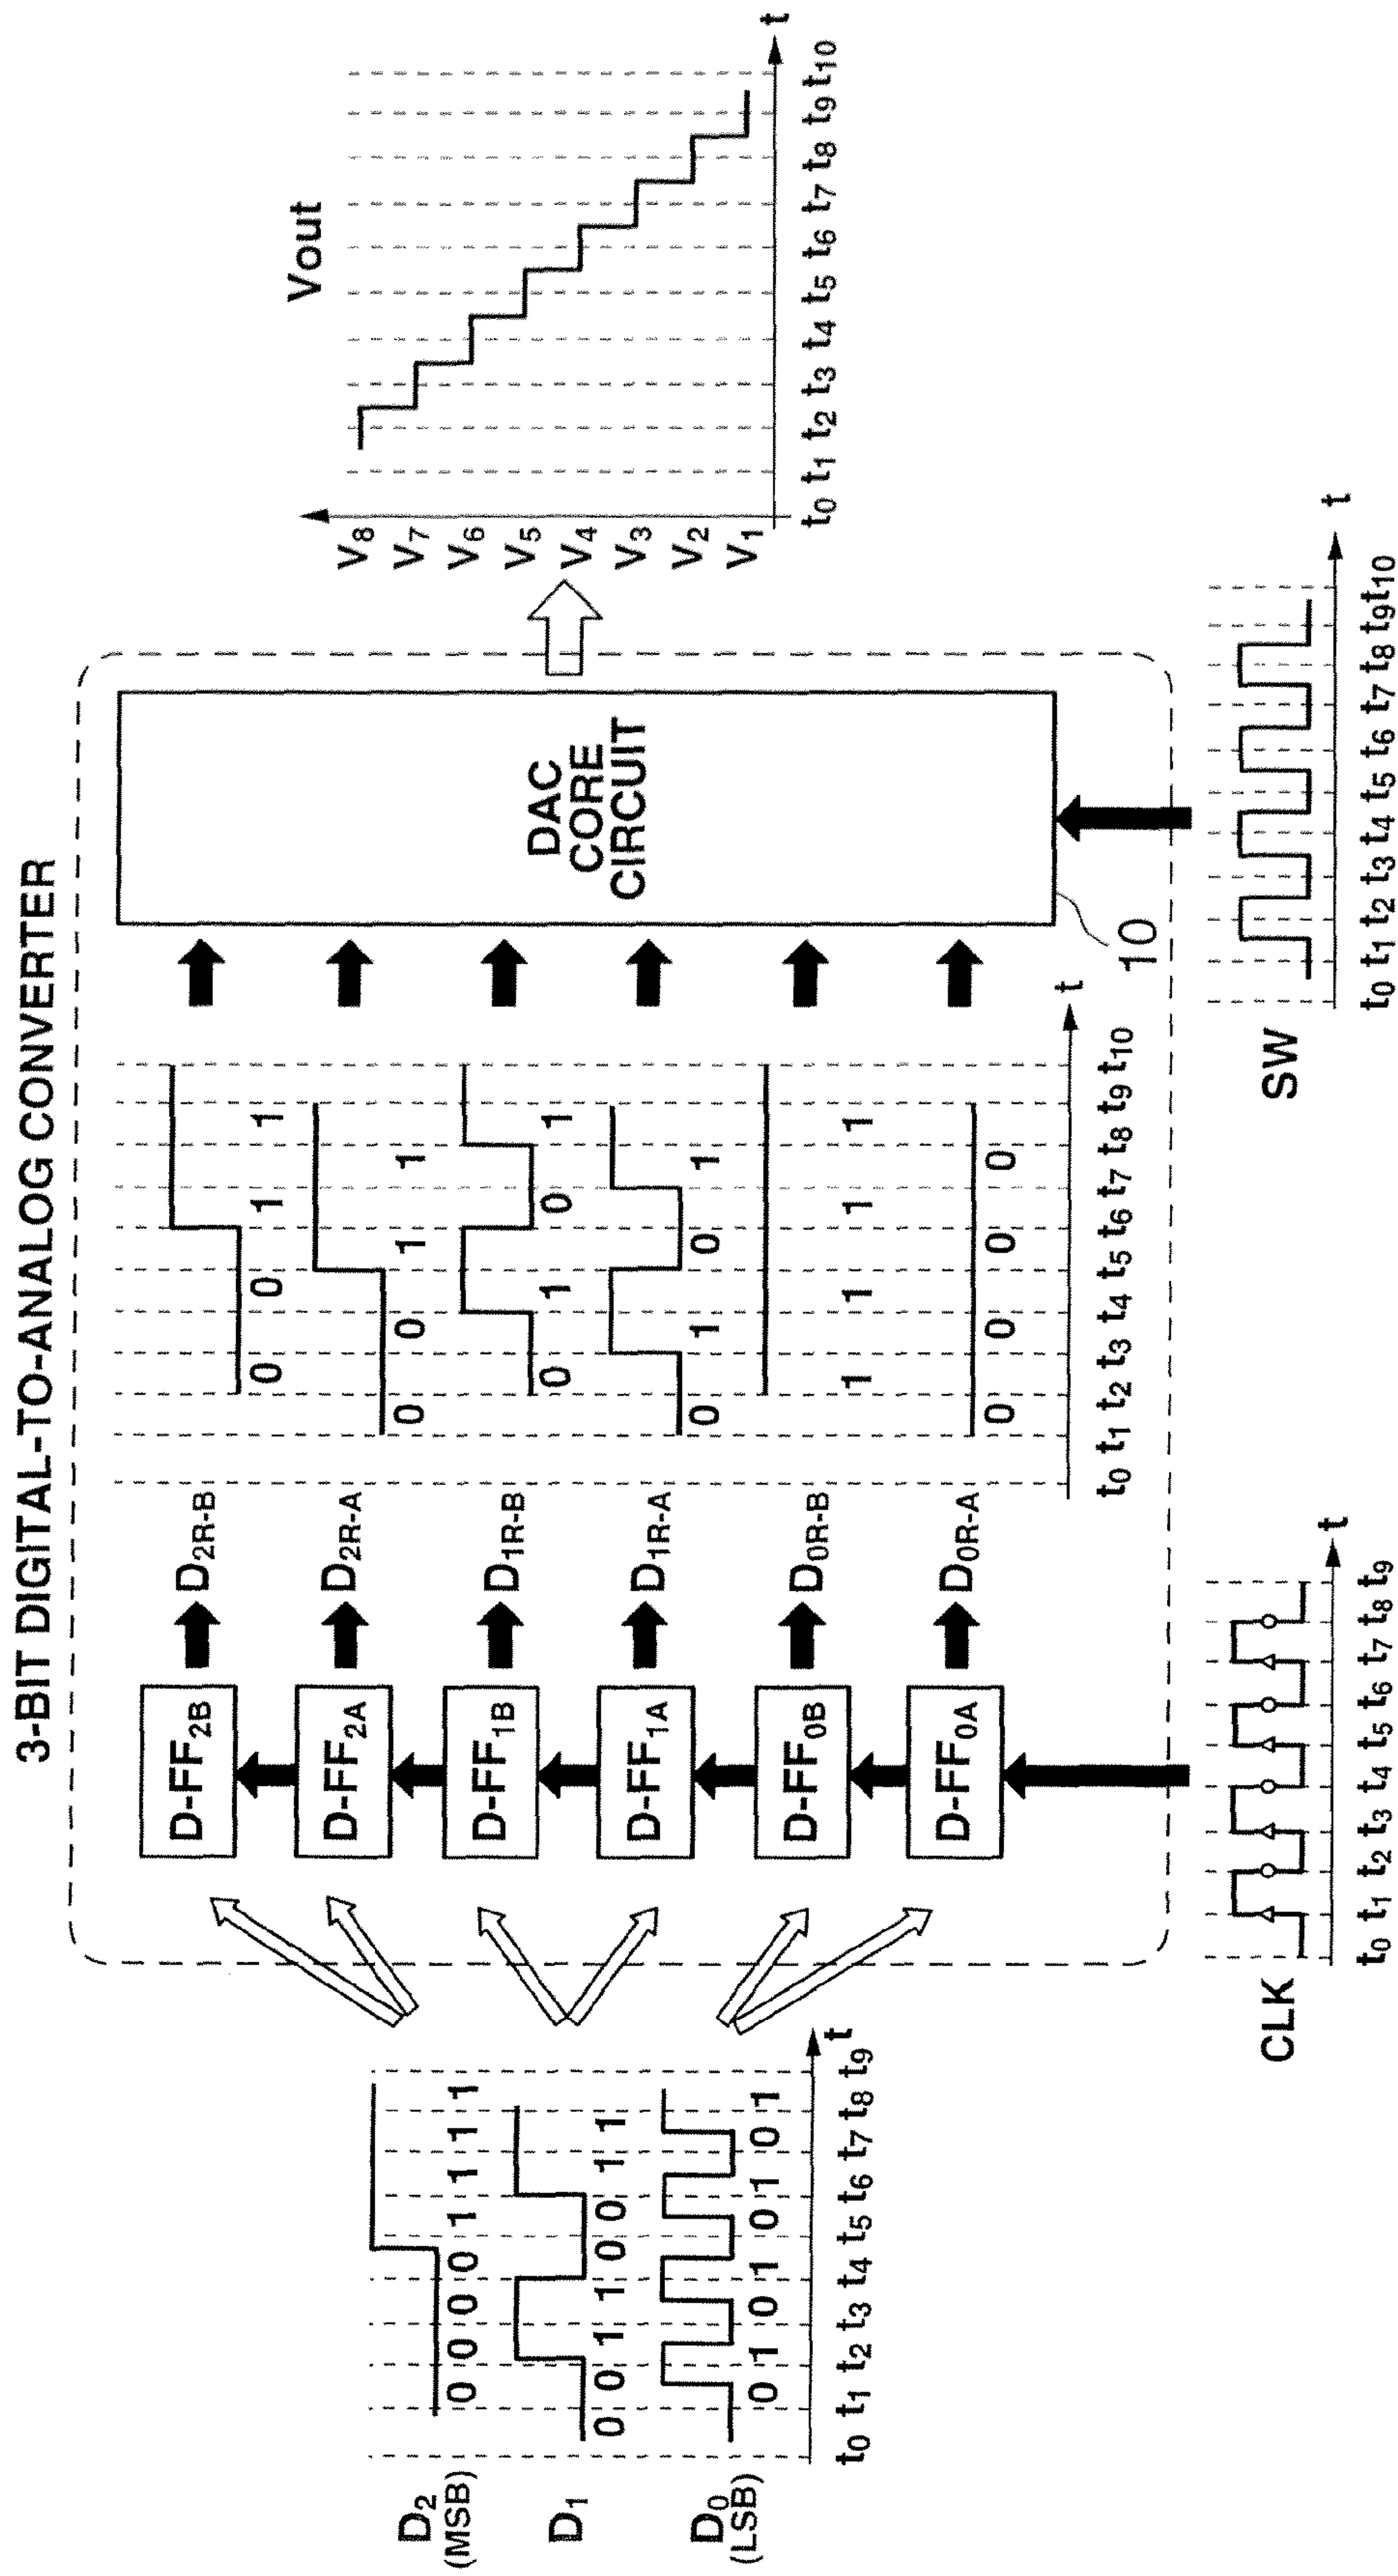 3-BIT DIGITAL-TO-ANALOG CONVERTER
D2
(MSB)
0 0 0 0 1 1 1 1
D1
0 0 1 1 0 0 1 1
D0
(LSB)
0 1 0 1 0 1 0 1
t0 t1 t2 t3 t4 t5 t6 t7 t8 t9
t
D-FF2B
D-FF2A
D-FF1B
D-FF1A
D-FF0B
D-FF0A
CLK
t0 t1 t2 t3 t4 t5 t6 t7 t8 t9
t
D2R-B
0 0 1 1
D2R-A
0 0 1 1
D1R-B
0 1 0 1
D1R-A
0 1 0 1
D0R-B
1 1 1 1
D0R-A
0 0 0 0
t0 t1 t2 t3 t4 t5 t6 t7 t8 t9 t10
t
DAC
CORE
CIRCUIT
10
SW
t0 t1 t2 t3 t4 t5 t6 t7 t8 t9 t10
t
Vout
V8
V7
V6
V5
V4
V3
V2
V1
t0 t1 t2 t3 t4 t5 t6 t7 t8 t9 t10
t